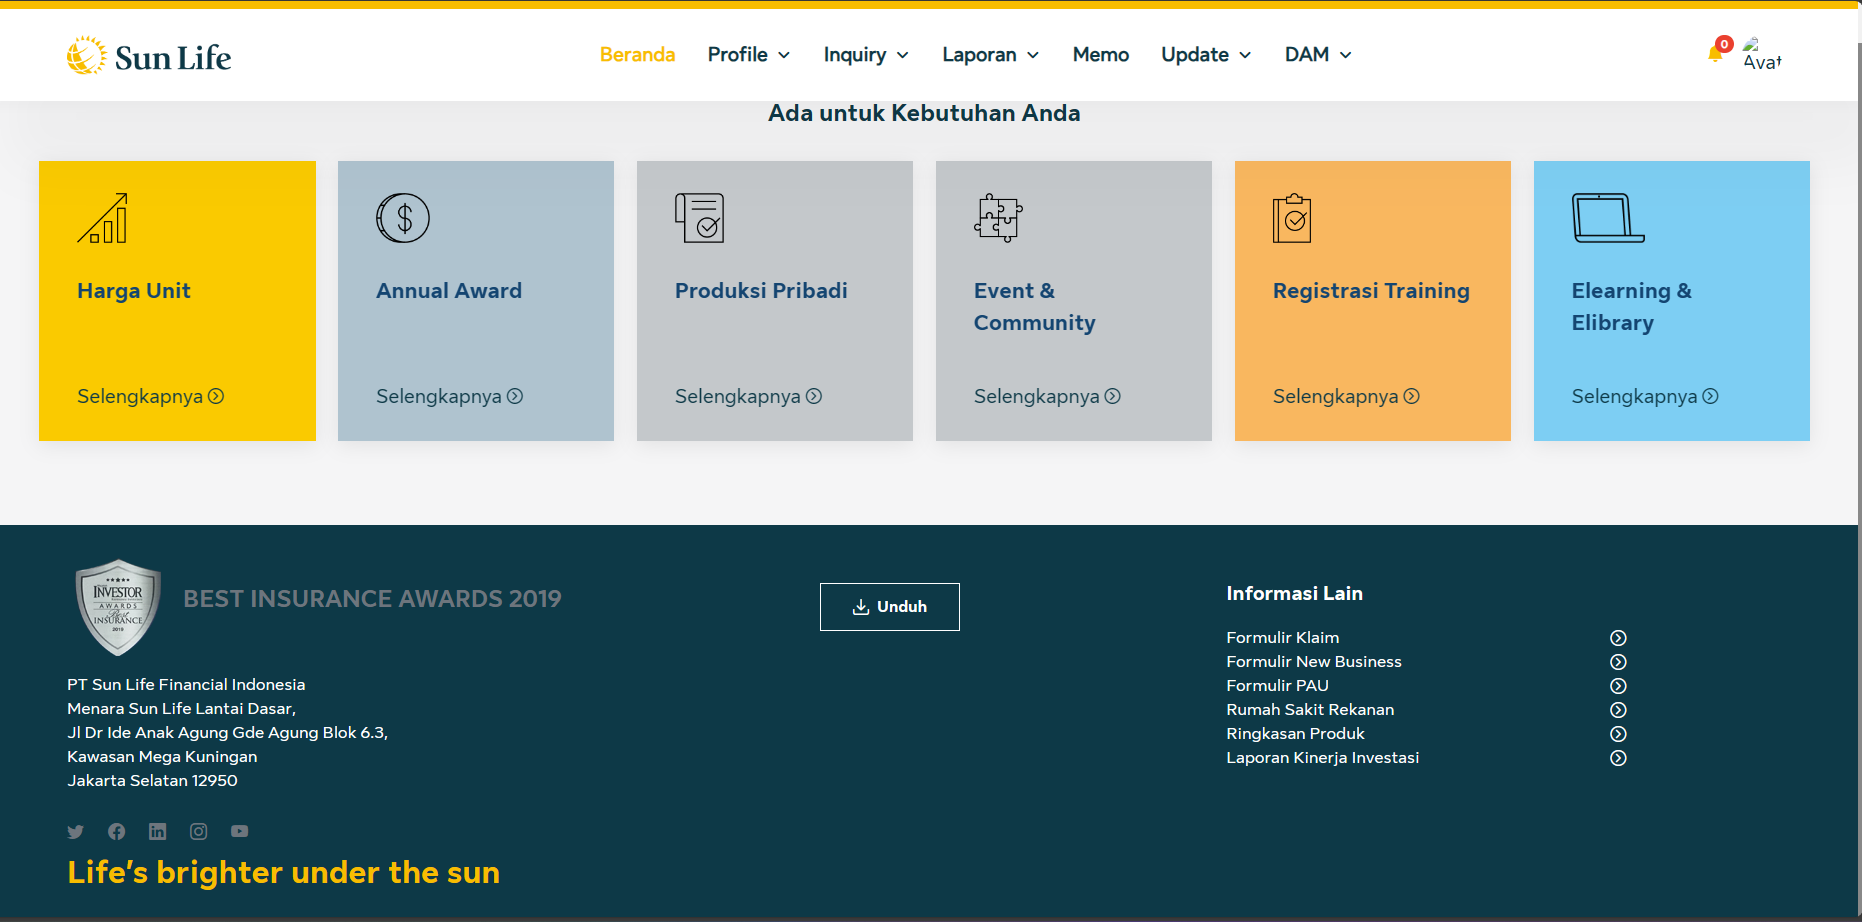 Sun Life
Beranda
Profile
Inquiry
Laporan
Memo
Update
DAM
0
Avat
Ada untuk Kebutuhan Anda
Harga Unit
Selengkapnya
Annual Award
Selengkapnya
Produksi Pribadi
Selengkapnya
Event &
Community
Selengkapnya
Registrasi Training
Selengkapnya
Elearning &
Elibrary
Selengkapnya
INVESTOR
AWARDS
Best
INSURANCE
2019
BEST INSURANCE AWARDS 2019
PT Sun Life Financial Indonesia
Menara Sun Life Lantai Dasar,
Jl Dr Ide Anak Agung Gde Agung Blok 6.3,
Kawasan Mega Kuningan
Jakarta Selatan 12950
Life's brighter under the sun
Unduh
Informasi Lain
Formulir Klaim
Formulir New Business
Formulir PAU
Rumah Sakit Rekanan
Ringkasan Produk
Laporan Kinerja Investasi